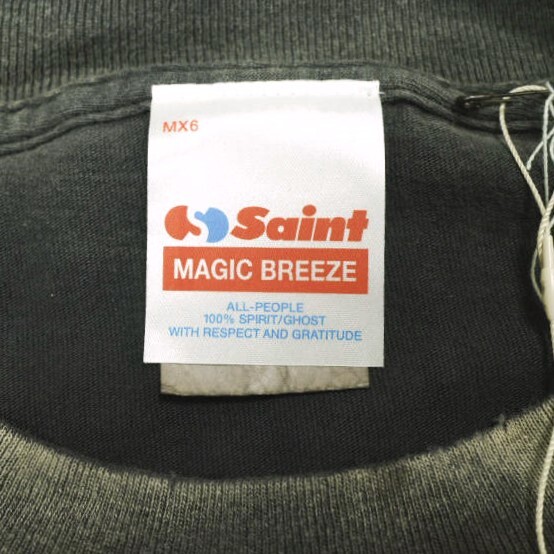 MX6
Saint
MAGIC BREEZE
ALL-PEOPLE
100% SPIRIT/GHOST
WITH RESPECT AND GRATITUDE